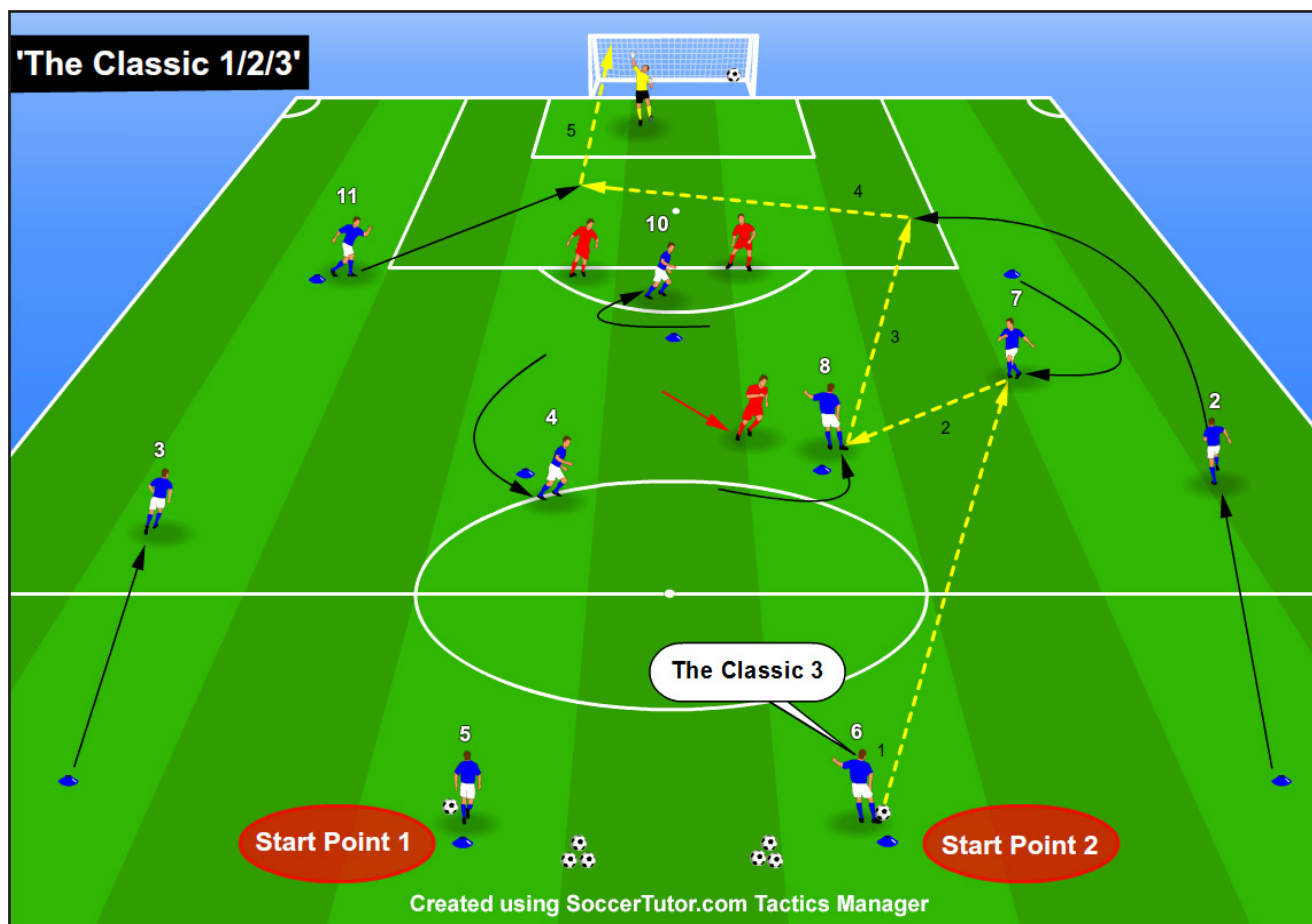 'The Classic 1/2/3'
5
11
4
10
7
3
8
2
2
4
3
The Classic 3
5
6
1
Start Point 1
Start Point 2
Created using SoccerTutor.com Tactics Manager